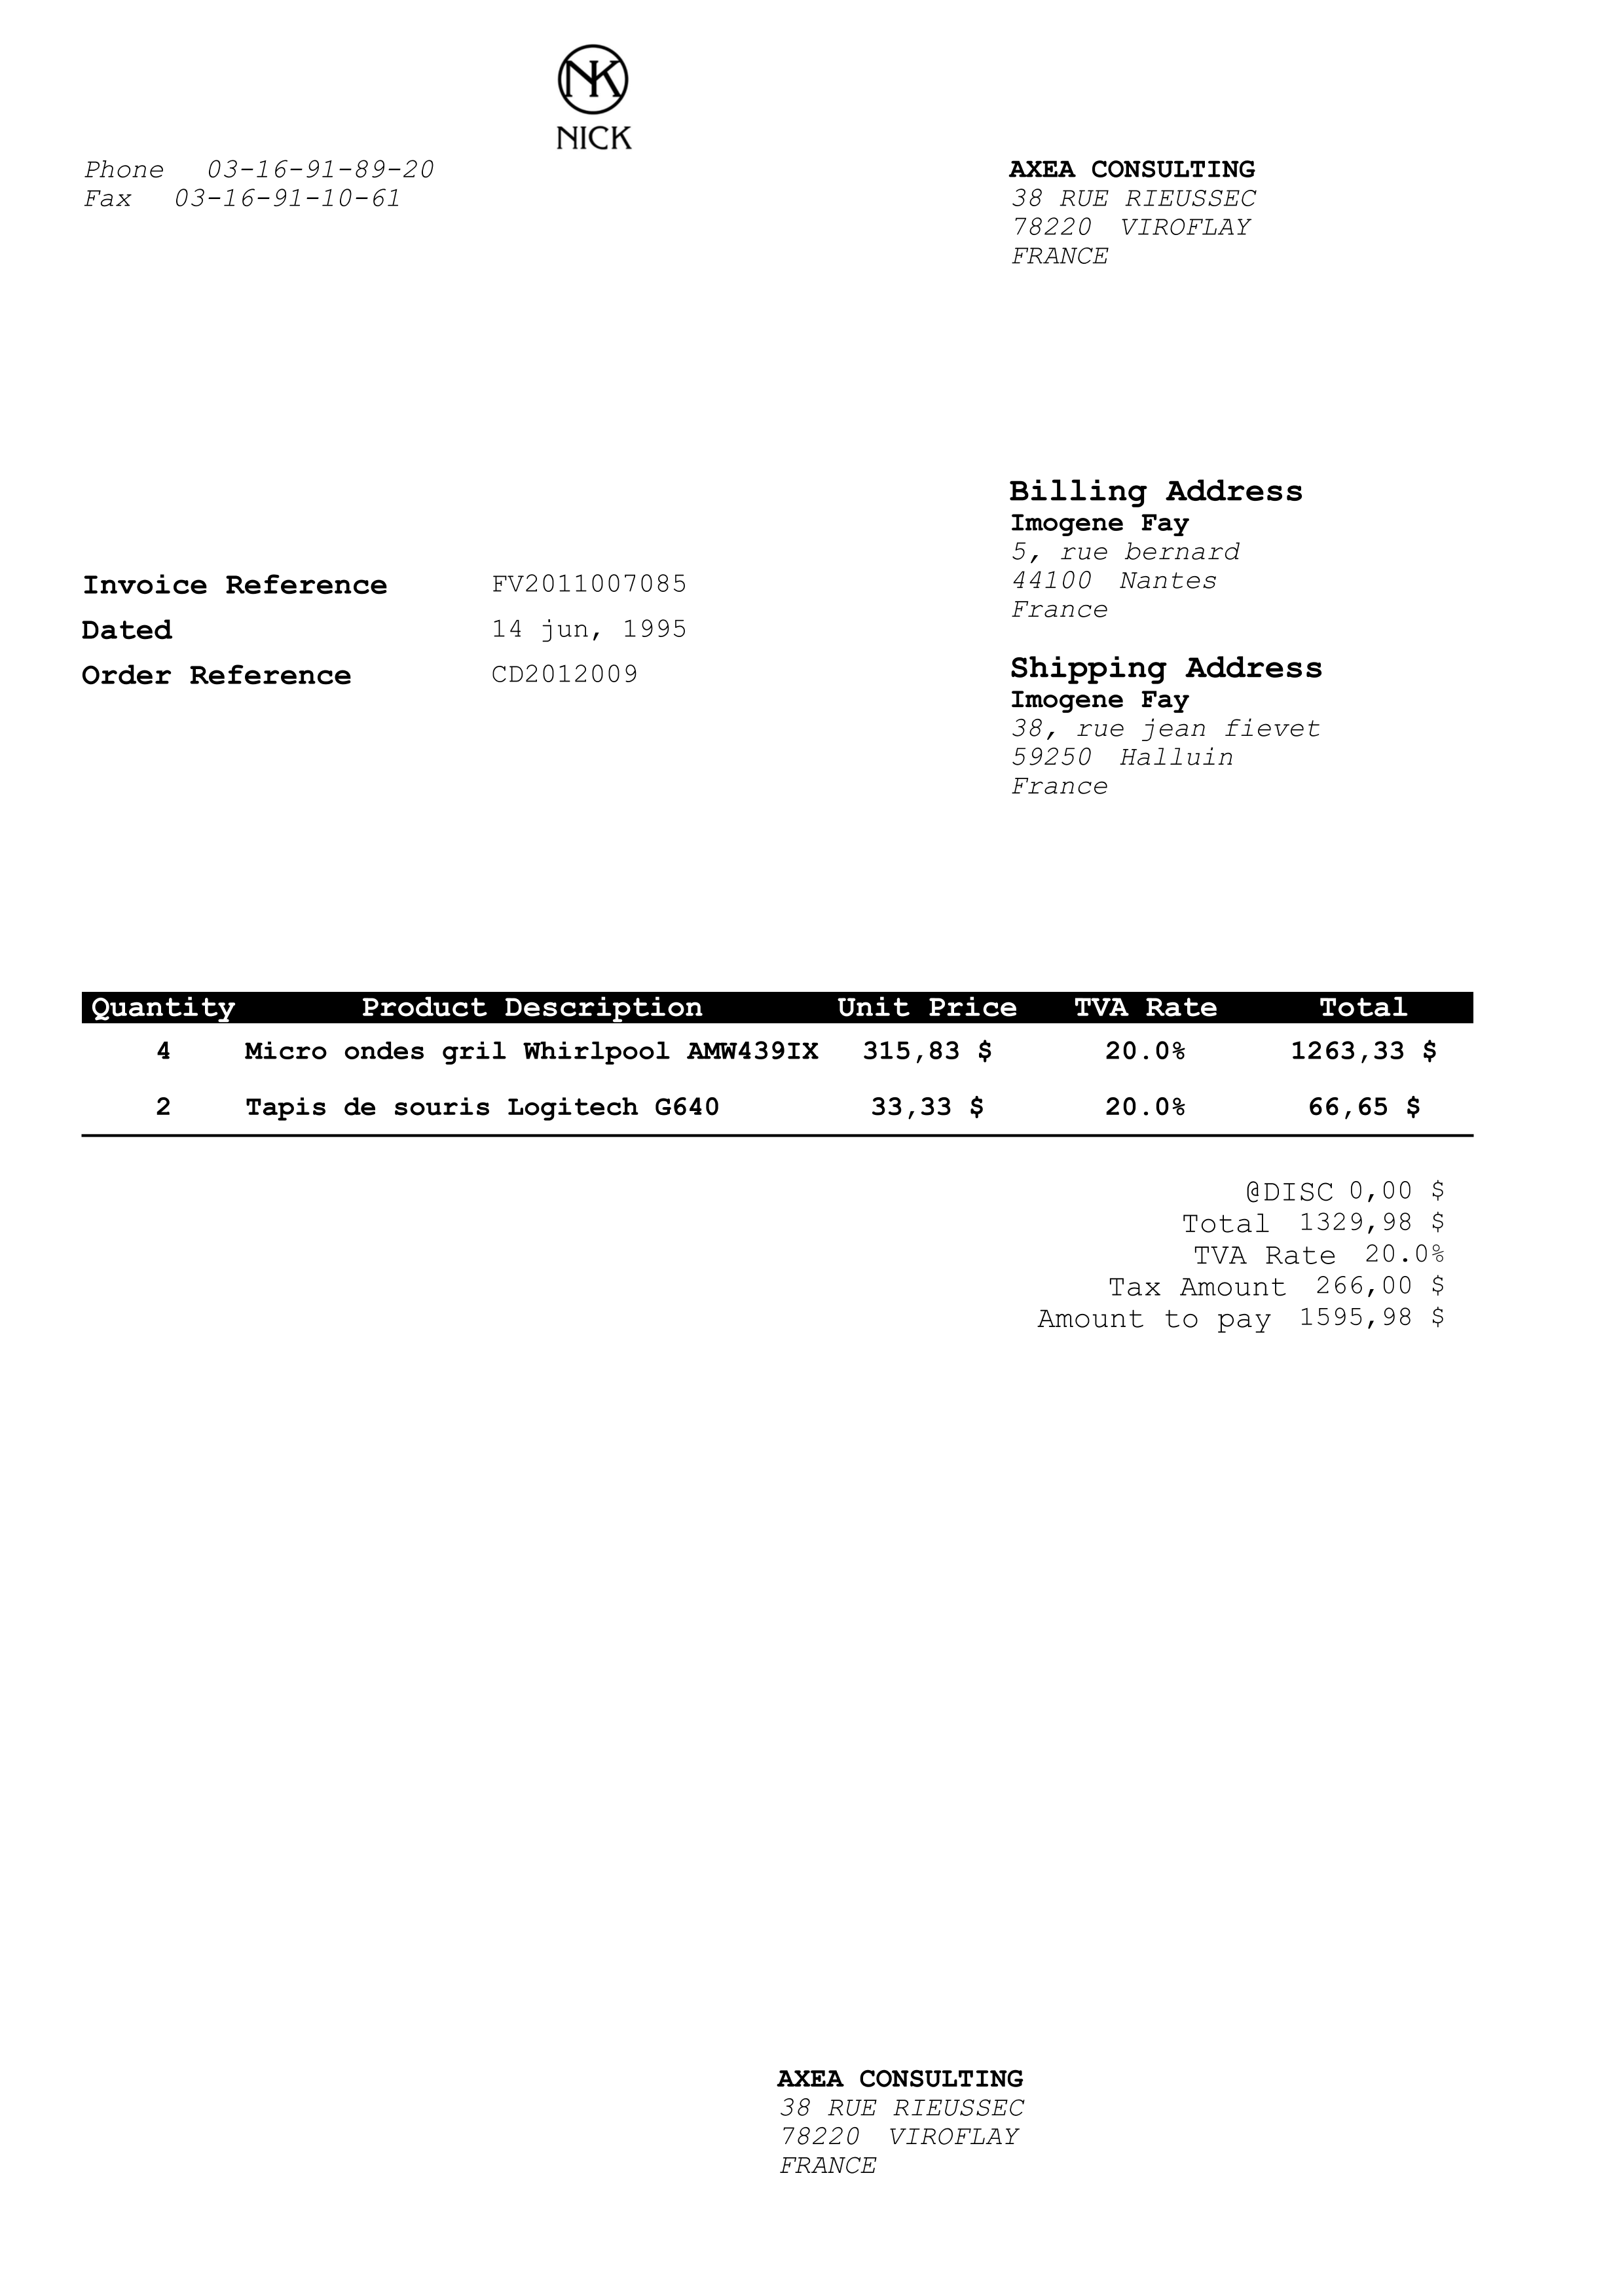 NK
NICK
Phone 03-16-91-89-20
Fax 03-16-91-10-61
AXEA CONSULTING
38 RUE RIEUSSEC
78220 VIROFLAY
FRANCE
Billing Address
Imogene Fay
5, rue bernard
44100 Nantes
France
Invoice Reference FV2011007085
Dated 14 jun, 1995
Order Reference CD2012009
Shipping Address
Imogene Fay
38, rue jean fievet
59250 Halluin
France
Quantity Product Description Unit Price TVA Rate Total
4 Micro ondes gril Whirlpool AMW439IX 315,83 $ 20.0% 1263,33 $
2 Tapis de souris Logitech G640 33,33 $ 20.0% 66,65 $
@DISC 0,00 $
Total 1329,98 $
TVA Rate 20.0%
Tax Amount 266,00 $
Amount to pay 1595,98 $
AXEA CONSULTING
38 RUE RIEUSSEC
78220 VIROFLAY
FRANCE